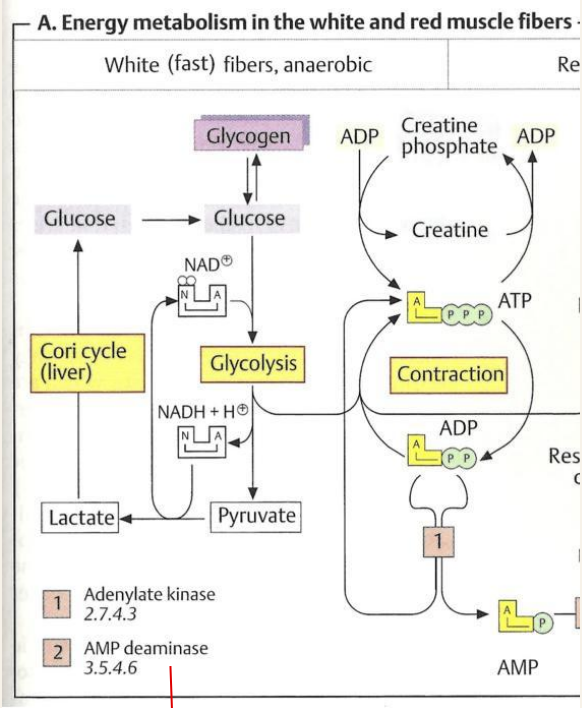 A. Energy metabolism in the white and red muscle fibers
White (fast) fibers, anaerobic
Re
Glycogen
ADP
Creatine
phosphate
ADP
Glucose
Glucose
Creatine
NAD⊕
N A
A
P P P
ATP
Cori cycle
(liver)
Glycolysis
Contraction
NADH + H⊕
N A
ADP
A
P P
Res
Lactate
Pyruvate
1
1
Adenylate kinase
2.7.4.3
A
P
2
AMP deaminase
3.5.4.6
AMP